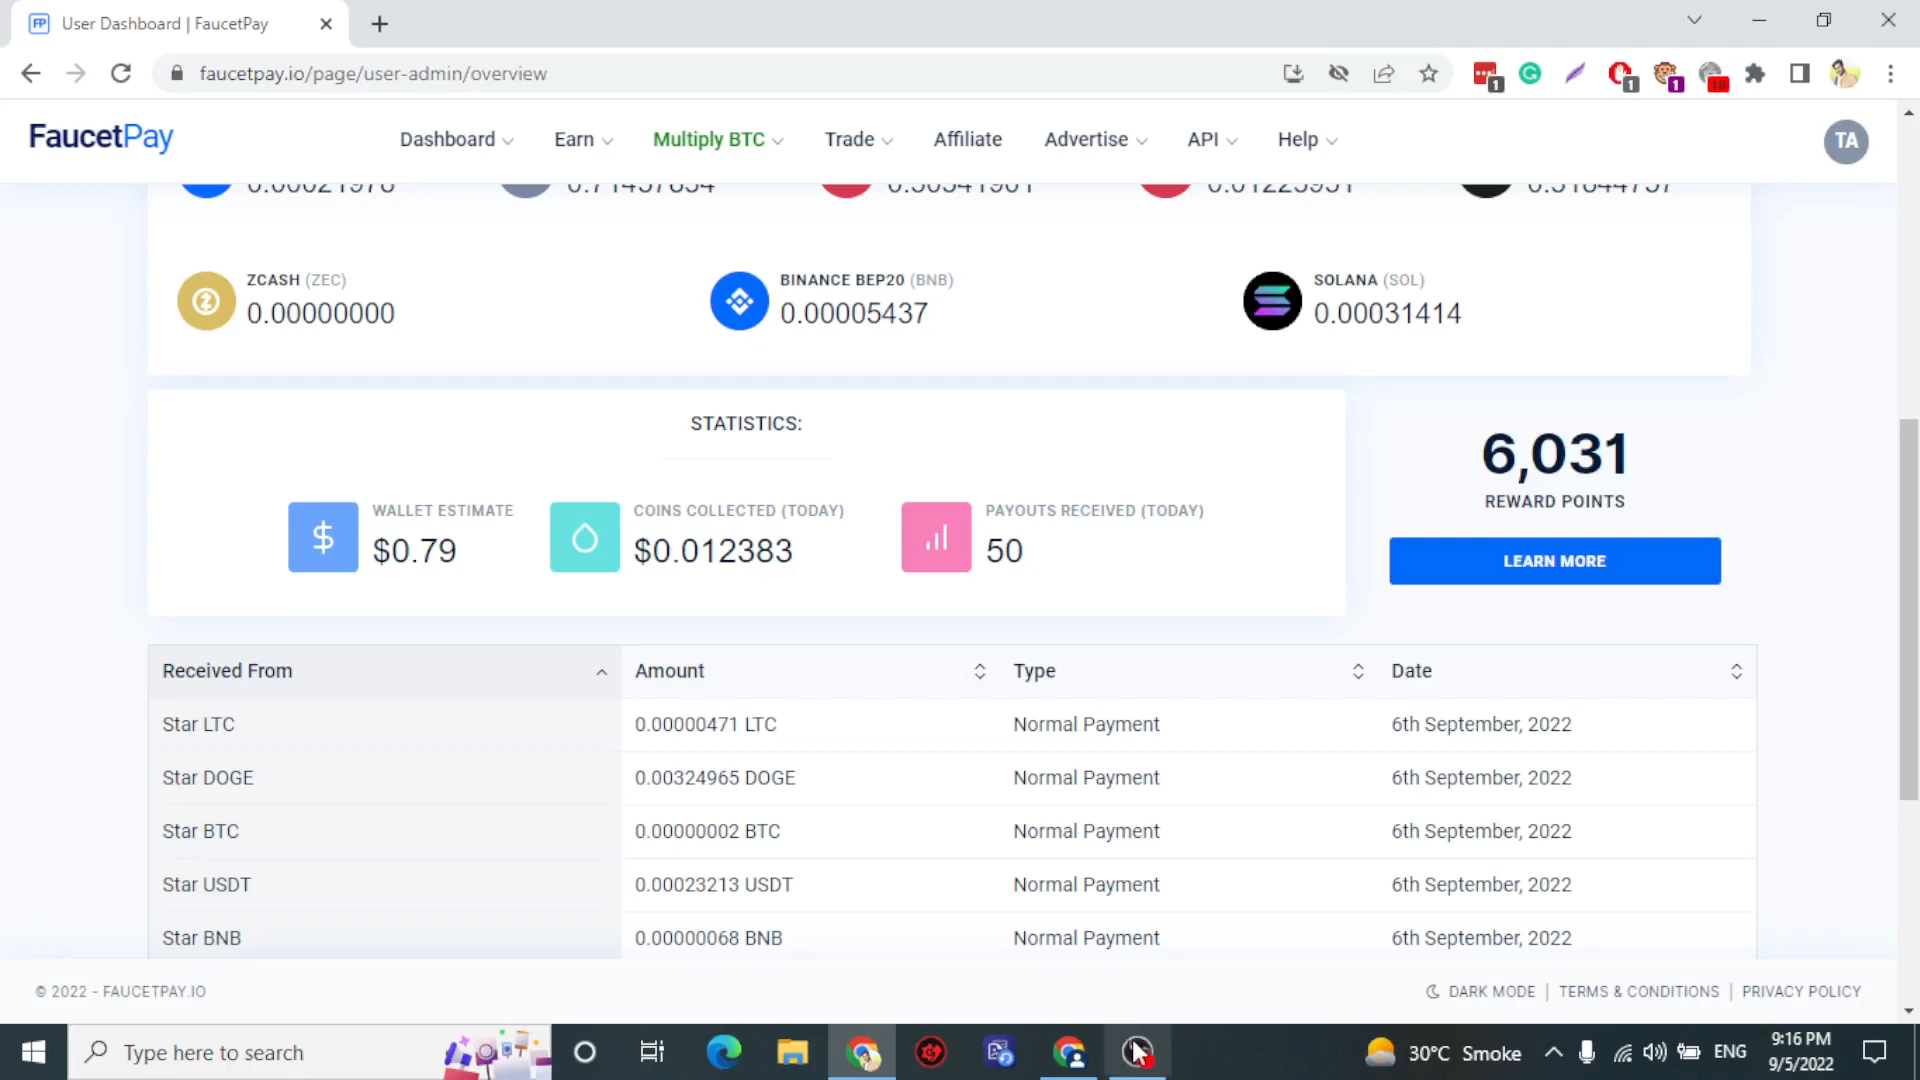 User Dashboard | FaucetPay
faucetpay.io/page/user-admin/overview
FaucetPay
Dashboard
Earn
Multiply BTC
Trade
Affiliate
Advertise
API
Help
TA
ZCASH (ZEC)
0.00000000
BINANCE BEP20 (BNB)
0.00005437
SOLANA (SOL)
0.00031414
STATISTICS:
WALLET ESTIMATE
$0.79
COINS COLLECTED (TODAY)
$0.012383
PAYOUTS RECEIVED (TODAY)
50
6,031
REWARD POINTS
LEARN MORE
Received From Amount Type Date
Star LTC 0.00000471 LTC Normal Payment 6th September, 2022
Star DOGE 0.00324965 DOGE Normal Payment 6th September, 2022
Star BTC 0.00000002 BTC Normal Payment 6th September, 2022
Star USDT 0.00023213 USDT Normal Payment 6th September, 2022
Star BNB 0.00000068 BNB Normal Payment 6th September, 2022
© 2022 - FAUCETPAY.IO
DARK MODE | TERMS & CONDITIONS | PRIVACY POLICY
Type here to search
30°C Smoke
ENG
9:16 PM
9/5/2022